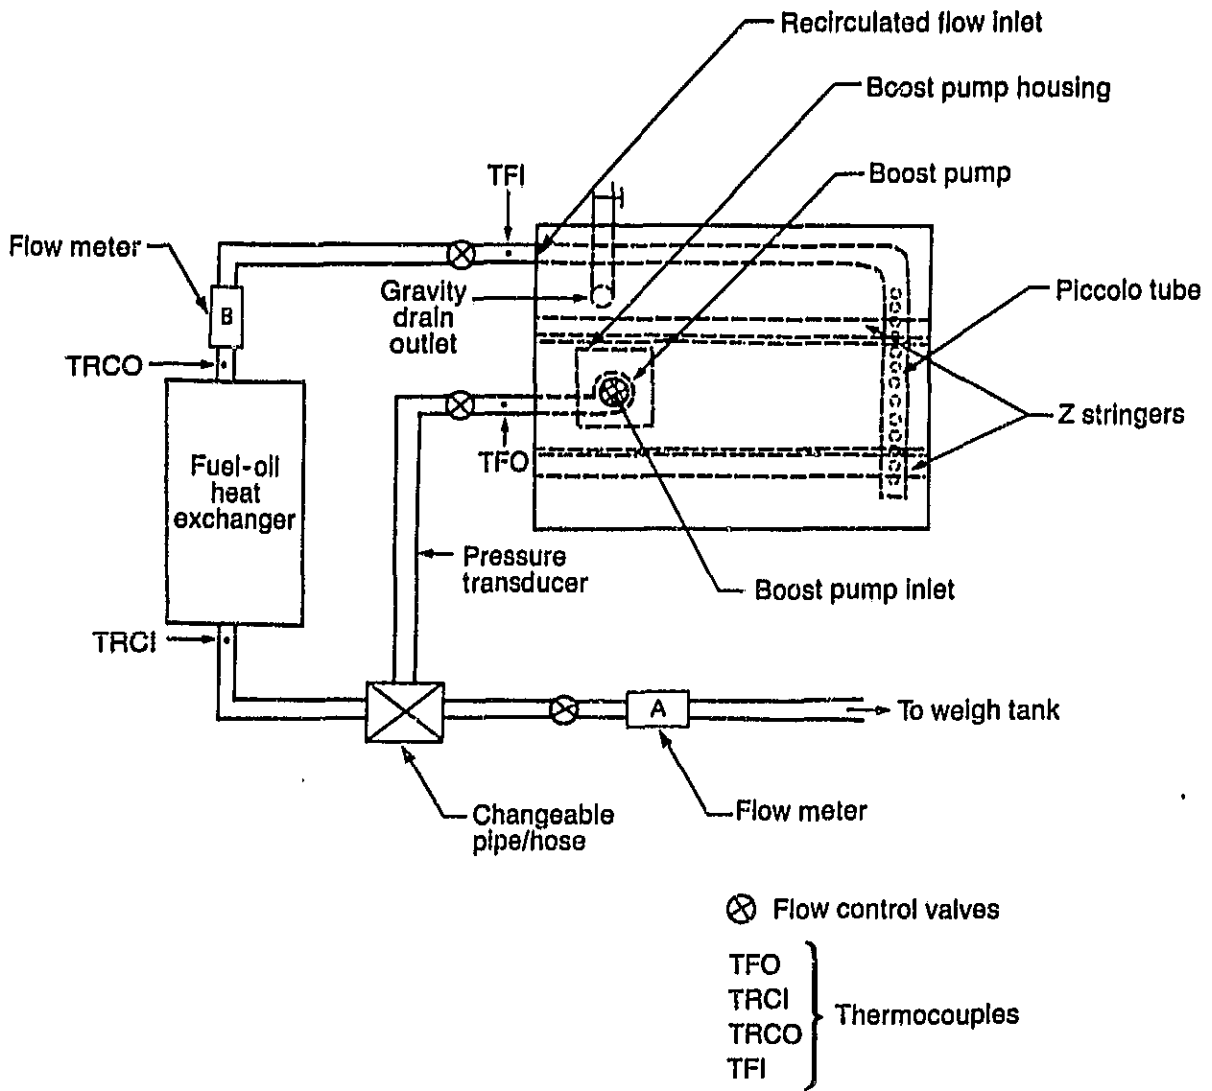 Recirculated flow inlet
Boost pump housing
Boost pump
TFI
Flow meter
B
Gravity
drain
outlet
Piccolo tube
TRCO
Z stringers
TFO
Fuel-oil
heat
exchanger
Pressure
transducer
Boost pump inlet
TRCI
A
To weigh tank
Changeable
pipe/hose
Flow meter
Flow control valves
TFO
TRCI
TRCO
TFI
Thermocouples